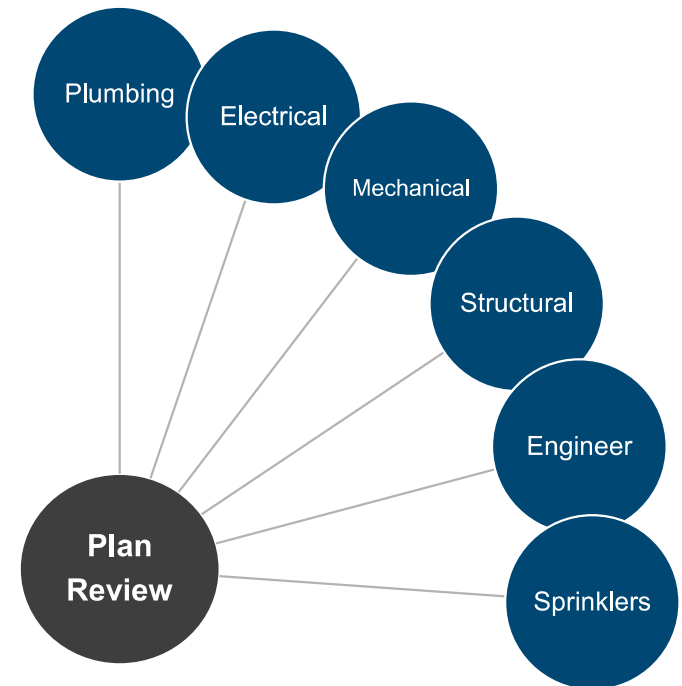 Plumbing
Electrical
Mechanical
Structural
Engineer
Sprinklers
Plan
Review